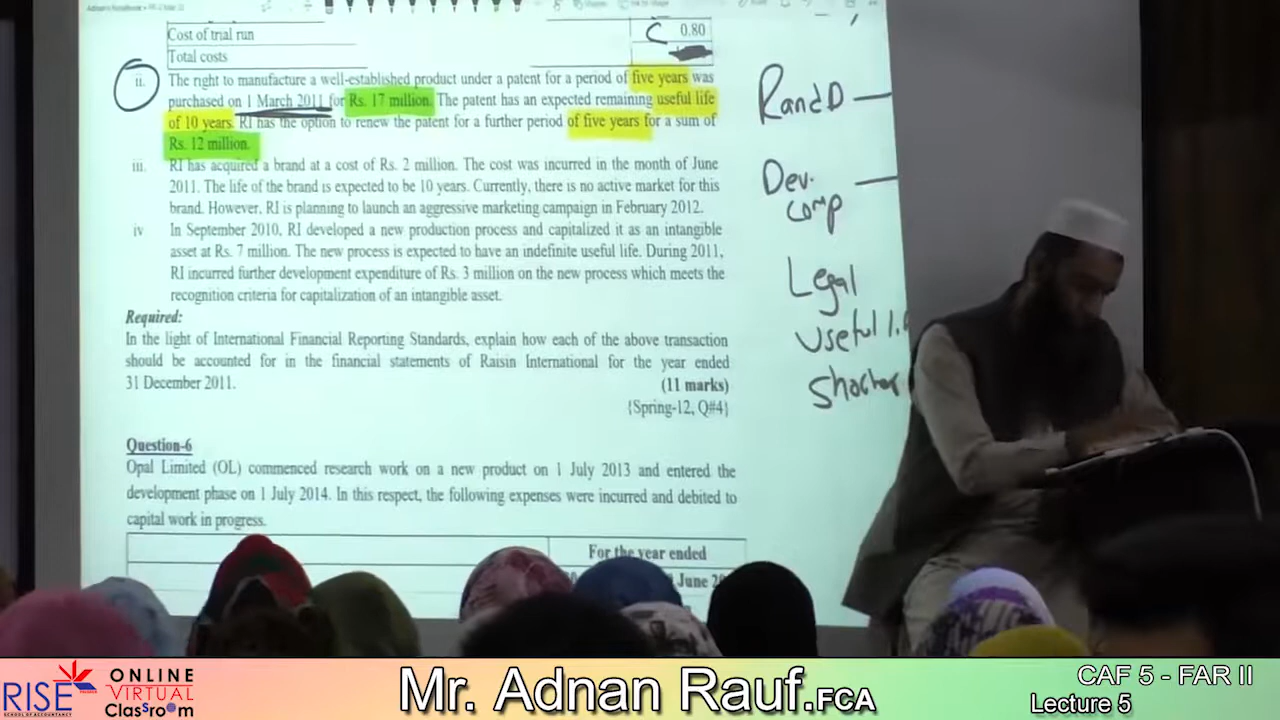 Cost of trial run
C 0.80
Total costs
ii. The right to manufacture a well-established product under a patent for a period of five years was
purchased on 1 March 2011 for Rs. 17 million. The patent has an expected remaining useful life
of 10 years. RI has the option to renew the patent for a further period of five years for a sum of
Rs. 12 million.
iii. RI has acquired a brand at a cost of Rs. 2 million. The cost was incurred in the month of June
2011. The life of the brand is expected to be 10 years. Currently, there is no active market for this
brand. However, RI is planning to launch an aggressive marketing campaign in February 2012.
iv In September 2010, RI developed a new production process and capitalized it as an intangible
asset at Rs. 7 million. The new process is expected to have an indefinite useful life. During 2011,
RI incurred further development expenditure of Rs. 3 million on the new process which meets the
recognition criteria for capitalization of an intangible asset.
Required:
In the light of International Financial Reporting Standards, explain how each of the above transaction
should be accounted for in the financial statements of Raisin International for the year ended
31 December 2011. (11 marks)
{Spring-12, Q#4}
Question-6
Opal Limited (OL) commenced research work on a new product on 1 July 2013 and entered the
development phase on 1 July 2014. In this respect, the following expenses were incurred and debited to
capital work in progress.
For the year ended
June
R and D
Dev.
comp
Legal
Useful
Shorter
RISE
SCHOOL OF ACCOUNTANCY
ONLINE
VIRTUAL
Classroom
Mr. Adnan Rauf.FCA
CAF 5 - FAR II
Lecture 5